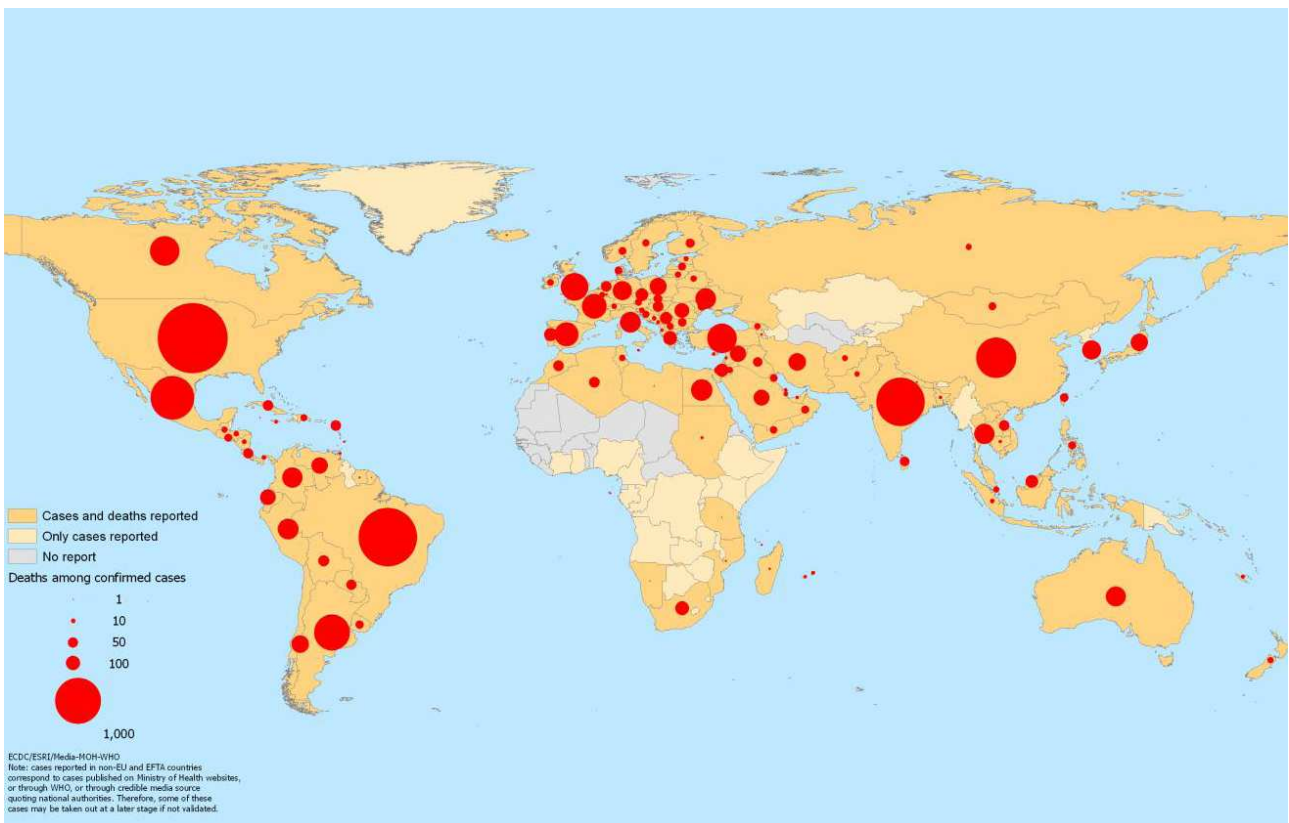 Cases and deaths reported
Only cases reported
No report
Deaths among confirmed cases
1
10
50
100
1,000
ECDC/ESRI/Media-MOH-WHO
Note: cases reported in non-EU and EFTA countries
correspond to cases published on Ministry of Health websites,
or through WHO, or through credible media source
quoting national authorities. Therefore, some of these
cases may be taken out at a later stage if not validated.